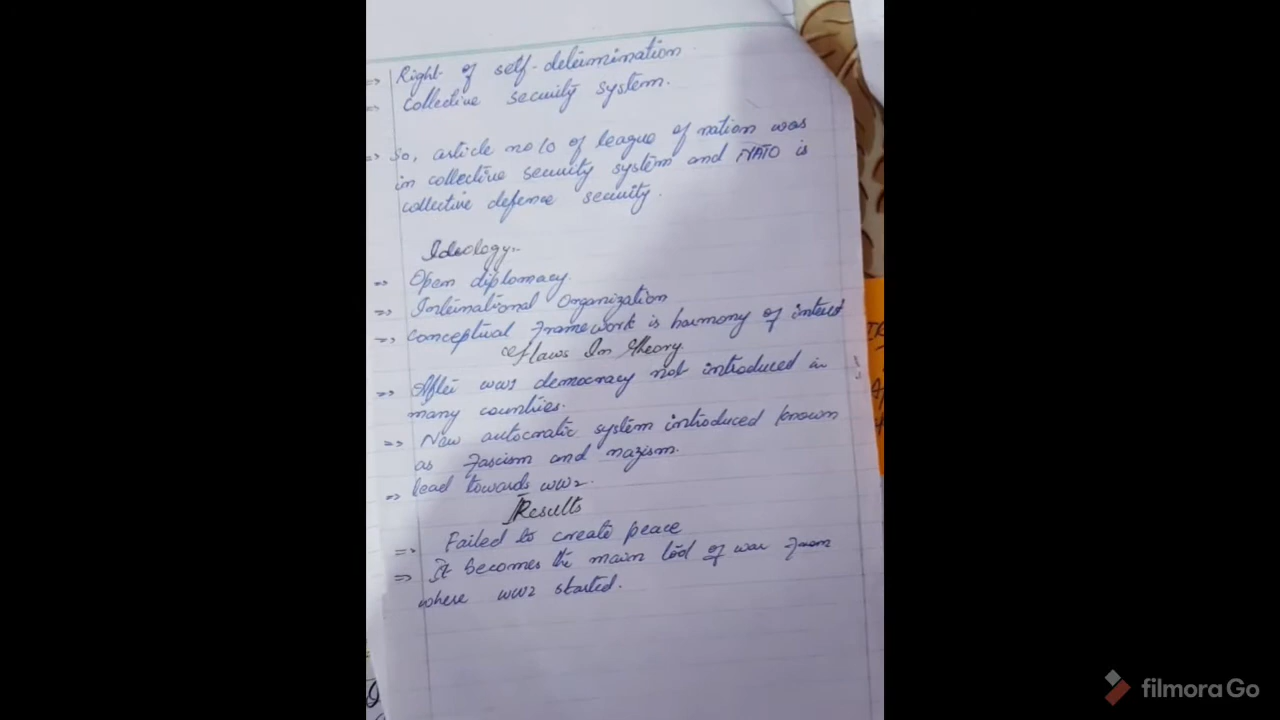 => Right of self-determination
=> Collective security system.
=> So, article no 10 of league of nation was
in collective security system and NATO is
collective defence security.
Ideology:-
=> Open diplomacy.
=> International Organization
=> Conceptual Framework is harmony of interest
Flaws In Theory
=> After ww1 democracy not introduced in
many countries.
=> New autocratic system introduced known
as Fascism and nazism.
=> lead towards ww2.
Results
=> Failed to create peace
=> It becomes the main of war from
where ww2 started.
filmora Go